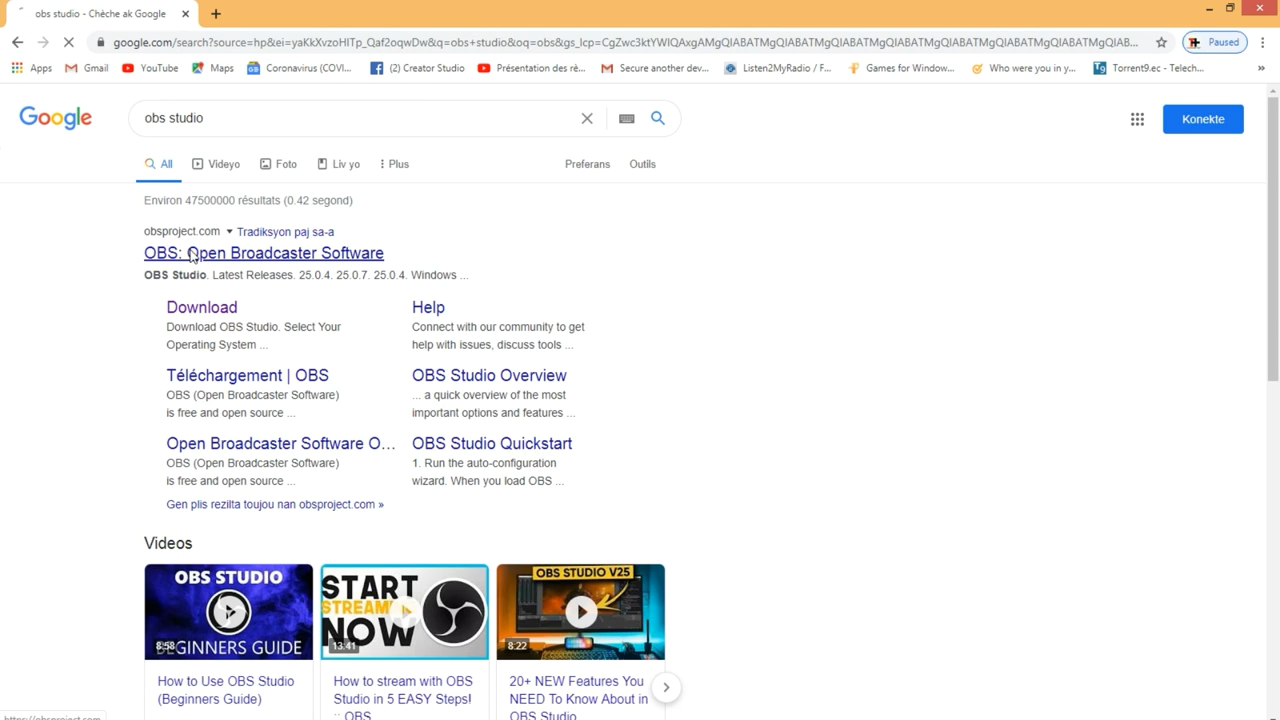 obs studio - Chèche ak Google
google.com/search?source=hp&ei=yaKkXvzoHITp_Qaf2oqwDw&q=obs+studio&oq=obs&gs_lcp=CgZwc3ktYWIQAxgAMgQIABATMgQIABATMgQIABATMgQIABATMgQIABATMgQIABATMgQIABATMgQIAB...
Paused
Apps Gmail YouTube Maps Coronavirus (COVI... (2) Creator Studio Présentation des rè... Secure another dev... Listen2MyRadio / F... Games for Window... Who were you in y... Torrent9.ec - Telech... »
Google
obs studio
Konekte
All Videyo Foto Liv yo Plus Preferans Outils
Environ 47500000 résultats (0.42 segond)
obsproject.com Tradiksyon paj sa-a
OBS: Open Broadcaster Software
OBS Studio. Latest Releases. 25.0.4. 25.0.7. 25.0.4. Windows ...
Download
Download OBS Studio. Select Your
Operating System ...
Help
Connect with our community to get
help with issues, discuss tools ...
Téléchargement | OBS
OBS (Open Broadcaster Software)
is free and open source ...
OBS Studio Overview
... a quick overview of the most
important options and features ...
Open Broadcaster Software O...
OBS (Open Broadcaster Software)
is free and open source ...
OBS Studio Quickstart
1. Run the auto-configuration
wizard. When you load OBS ...
Gen plis rezilta toujou nan obsproject.com »
Videos
OBS STUDIO
BEGINNERS GUIDE
8:58
START
STREAMING
NOW
13:41
OBS STUDIO V25
8:22
How to Use OBS Studio
(Beginners Guide)
How to stream with OBS
Studio in 5 EASY Steps!
:: OBS
20+ NEW Features You
NEED To Know About in
OBS Studio
https://obsproject.com